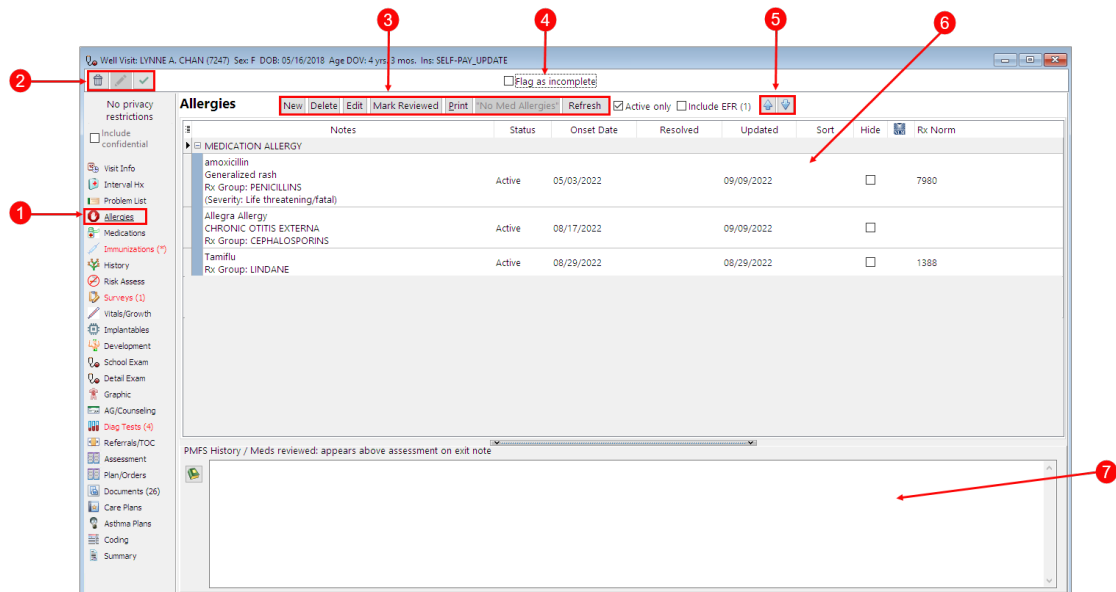 3
4
5
6
Well Visit: LYNNE A. CHAN (7247) Sex: F DOB: 05/16/2018 Age DOV: 4 yrs, 3 mos. Ins: SELF-PAY_UPDATE
2
Flag as incomplete
No privacy restrictions
Include confidential
Allergies
New Delete Edit Mark Reviewed Print "No Med Allergies" Refresh Active only Include EFR (1)
Notes Status Onset Date Resolved Updated Sort Hide Rx Norm
MEDICATION ALLERGY
amoxicillin
Generalized rash
Rx Group: PENICILLINS
(Severity: Life threatening/fatal)
Active 05/03/2022 09/09/2022 7980
Allegra Allergy
CHRONIC OTITIS EXTERNA
Rx Group: CEPHALOSPORINS
Active 08/17/2022 09/09/2022
Tamiflu
Rx Group: LINDANE
Active 08/29/2022 08/29/2022 1388
Visit Info
Interval Hx
Problem List
1
Allergies
Medications
Immunizations (*)
History
Risk Assess
Surveys (1)
Vitals/Growth
Implantables
Development
School Exam
Detail Exam
Graphic
AG/Counseling
Diag Tests (4)
Referrals/TOC
Assessment
Plan/Orders
Documents (26)
Care Plans
Asthma Plans
Coding
Summary
PMFS History / Meds reviewed: appears above assessment on exit note
7